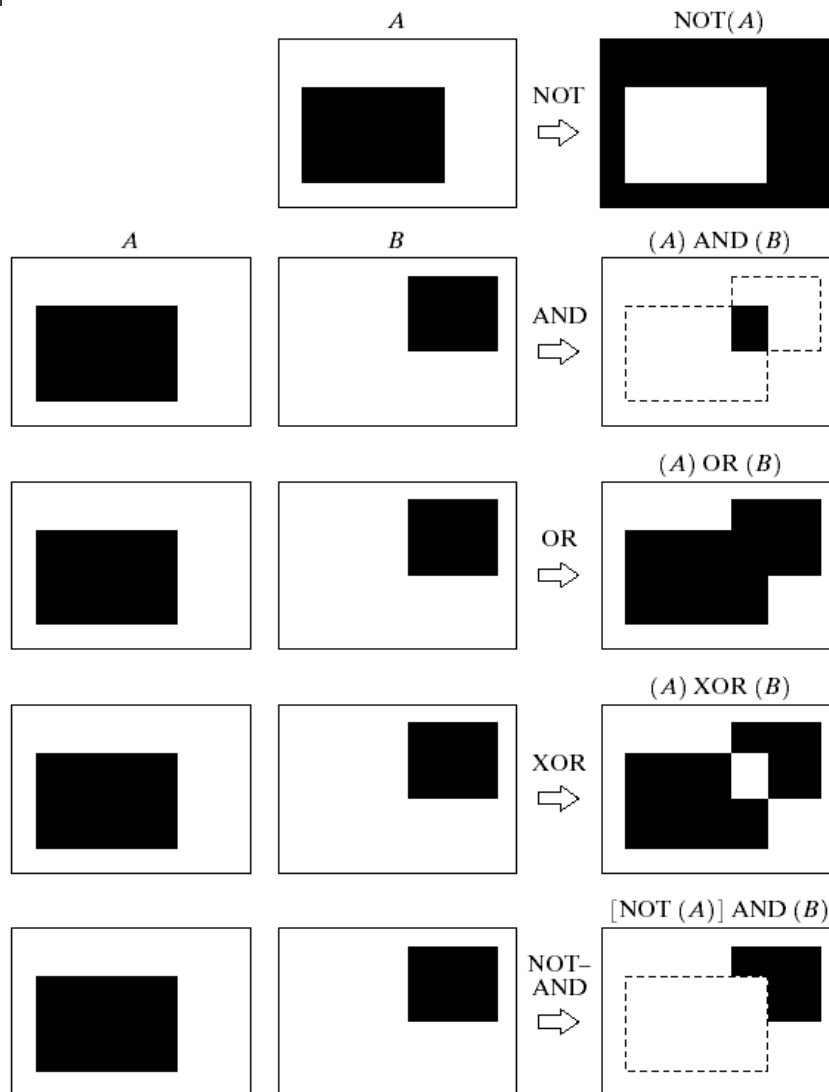 A
NOT(A)
NOT
A
B
(A) AND (B)
AND
(A) OR (B)
OR
(A) XOR (B)
XOR
[NOT (A)] AND (B)
NOT–
AND